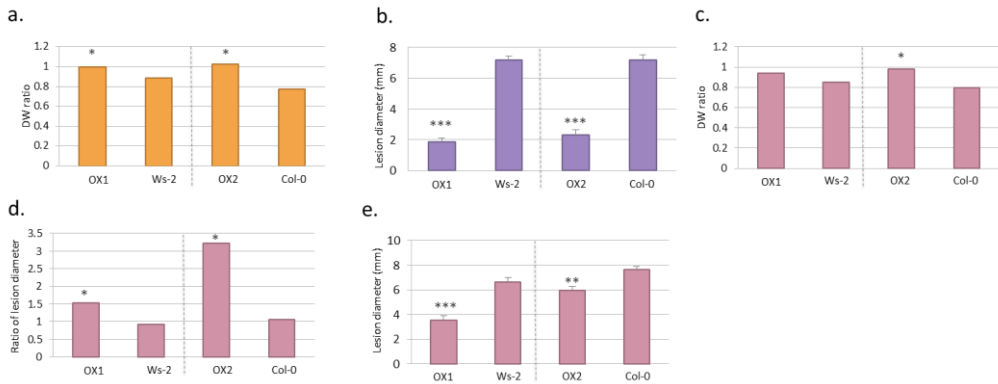 a.
1.2
1
0.8
0.6
0.4
0.2
0
DW ratio
*
*
OX1 Ws-2 OX2 Col-0
b.
8
6
4
2
0
Lesion diameter (mm)
***
***
OX1 Ws-2 OX2 Col-0
c.
1.2
1
0.8
0.6
0.4
0.2
0
DW ratio
*
OX1 Ws-2 OX2 Col-0
d.
3.5
3
2.5
2
1.5
1
0.5
0
Ratio of lesion diameter
*
*
OX1 Ws-2 OX2 Col-0
e.
10
8
6
4
2
0
Lesion diameter (mm)
***
**
OX1 Ws-2 OX2 Col-0